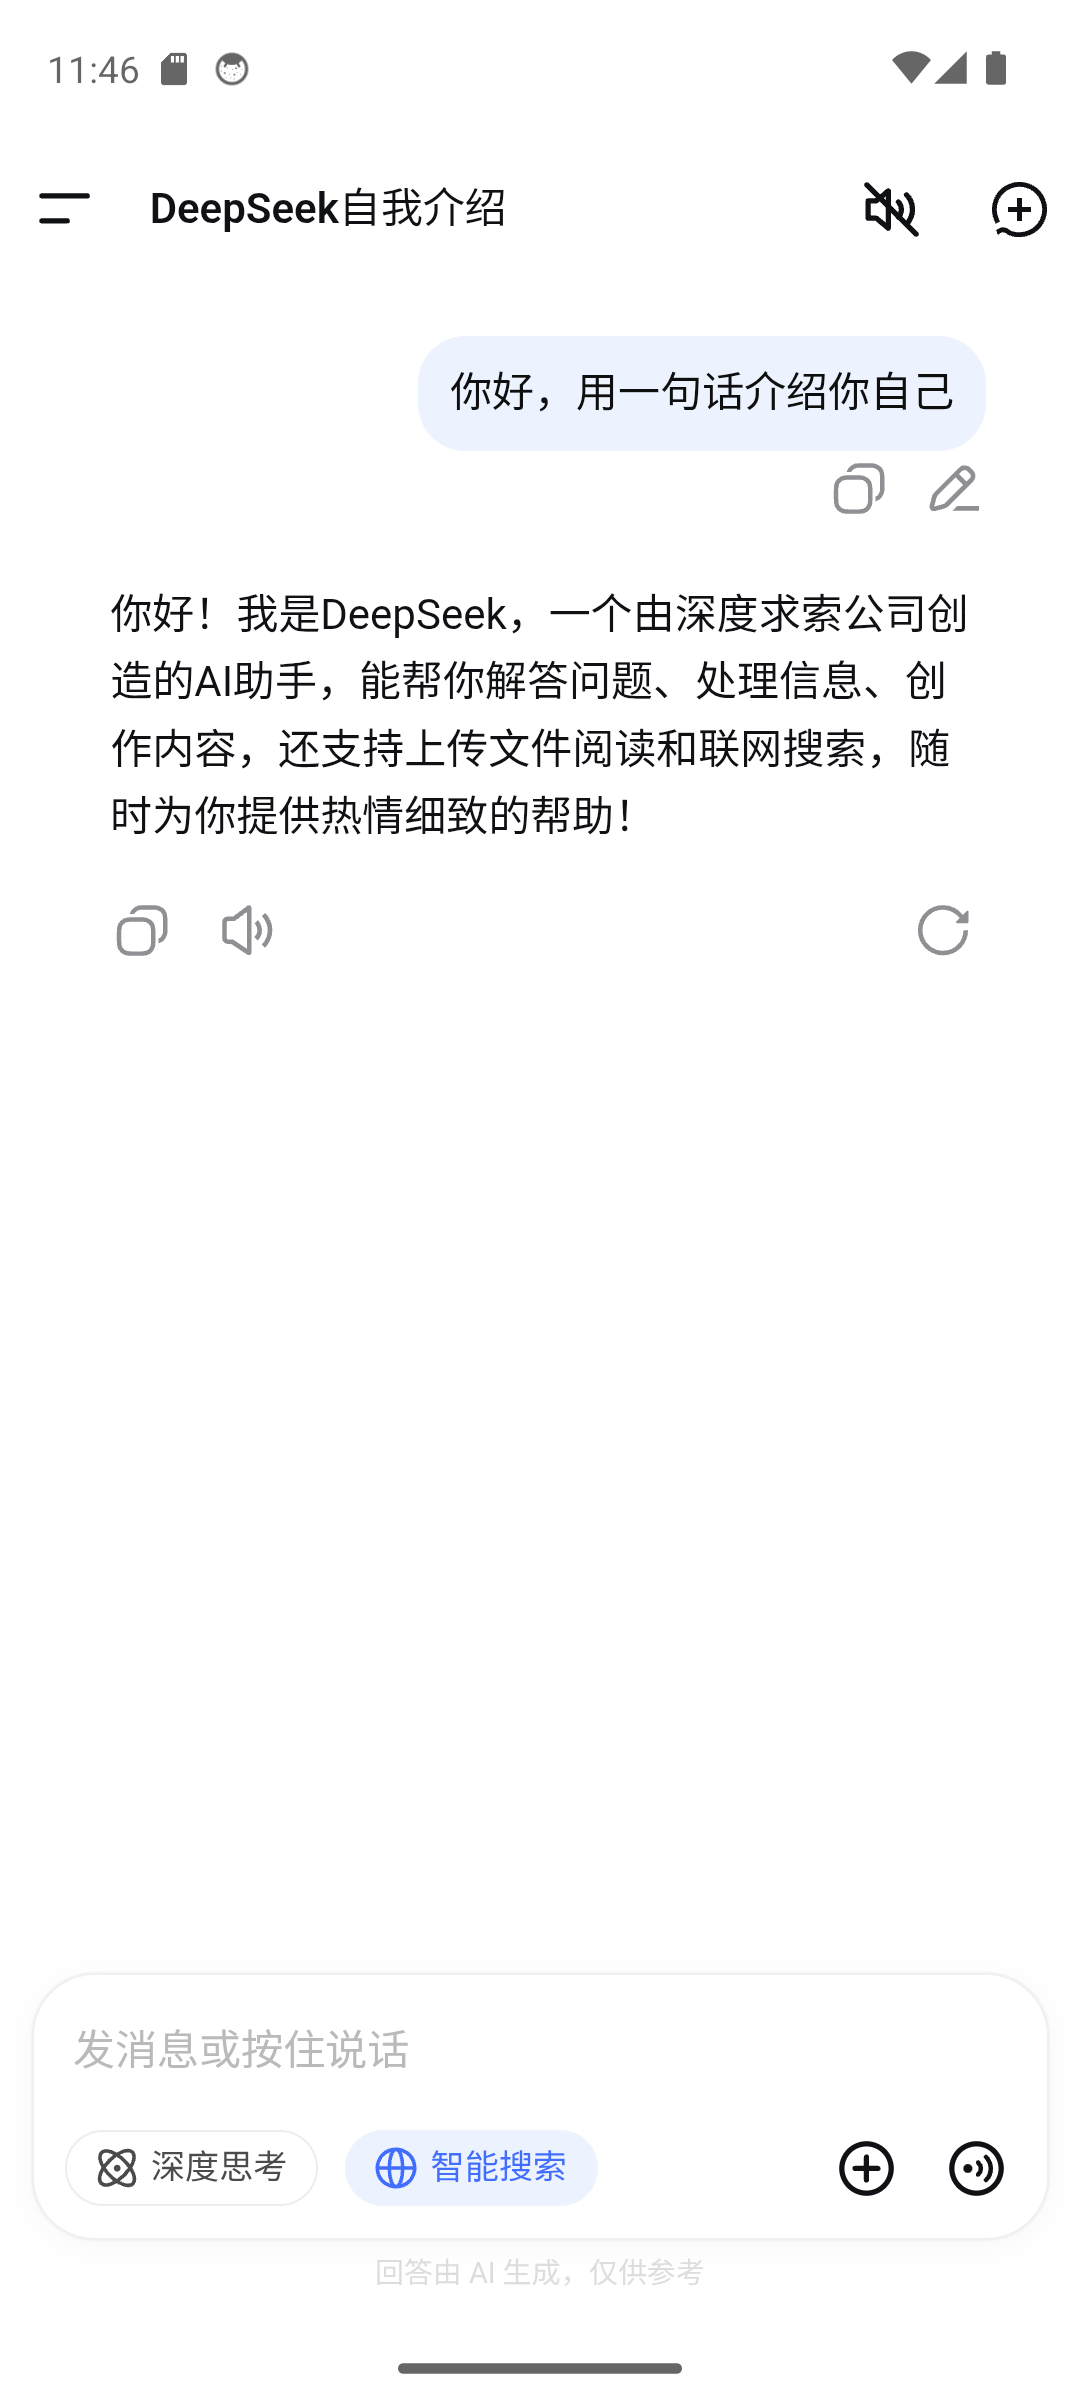 11:46
DeepSeek自我介绍
你好，用一句话介绍你自己
你好！我是DeepSeek，一个由深度求索公司创
造的AI助手，能帮你解答问题、处理信息、创
作内容，还支持上传文件阅读和联网搜索，随
时为你提供热情细致的帮助！
发消息或按住说话
深度思考 智能搜索
回答由 AI 生成，仅供参考